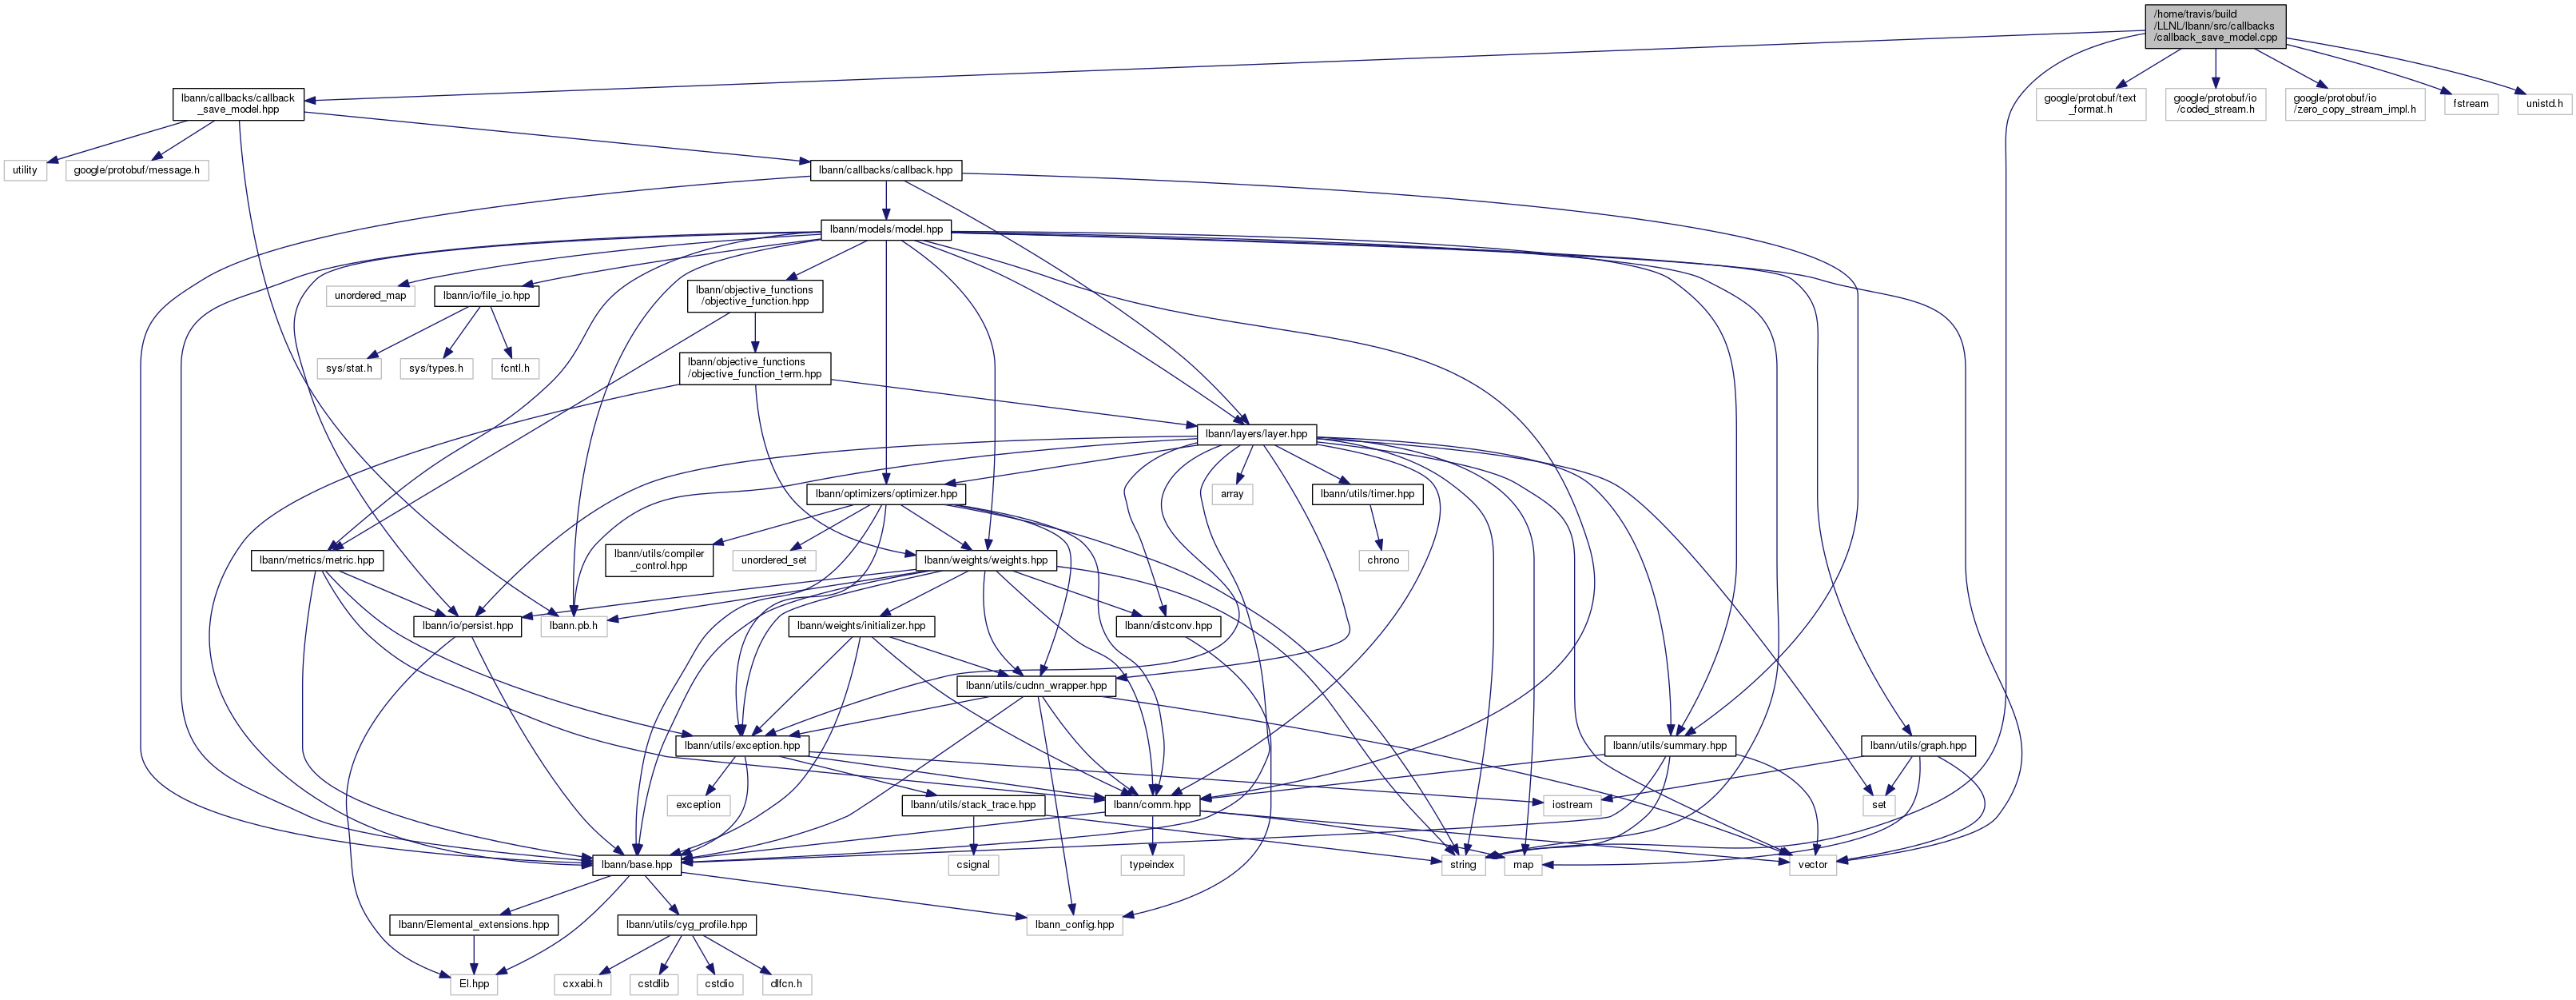 /home/travis/build
/LLNL/lbann/src/callbacks
/callback_save_model.cpp
lbann/callbacks/callback
_save_model.hpp
google/protobuf/text
_format.h
google/protobuf/io
/coded_stream.h
google/protobuf/io
/zero_copy_stream_impl.h
fstream
unistd.h
utility
google/protobuf/message.h
lbann/callbacks/callback.hpp
lbann/models/model.hpp
unordered_map
lbann/io/file_io.hpp
lbann/objective_functions
/objective_function.hpp
sys/stat.h
sys/types.h
fcntl.h
lbann/objective_functions
/objective_function_term.hpp
lbann/layers/layer.hpp
lbann/optimizers/optimizer.hpp
array
lbann/utils/timer.hpp
lbann/metrics/metric.hpp
lbann/utils/compiler
_control.hpp
unordered_set
lbann/weights/weights.hpp
chrono
lbann/io/persist.hpp
lbann.pb.h
lbann/weights/initializer.hpp
lbann/distconv.hpp
lbann/utils/cudnn_wrapper.hpp
lbann/utils/exception.hpp
lbann/utils/summary.hpp
lbann/utils/graph.hpp
exception
lbann/utils/stack_trace.hpp
lbann/comm.hpp
iostream
set
lbann/base.hpp
csignal
typeindex
string
map
vector
lbann/Elemental_extensions.hpp
lbann/utils/cyg_profile.hpp
lbann_config.hpp
El.hpp
cxxabi.h
cstdlib
cstdio
dlfcn.h